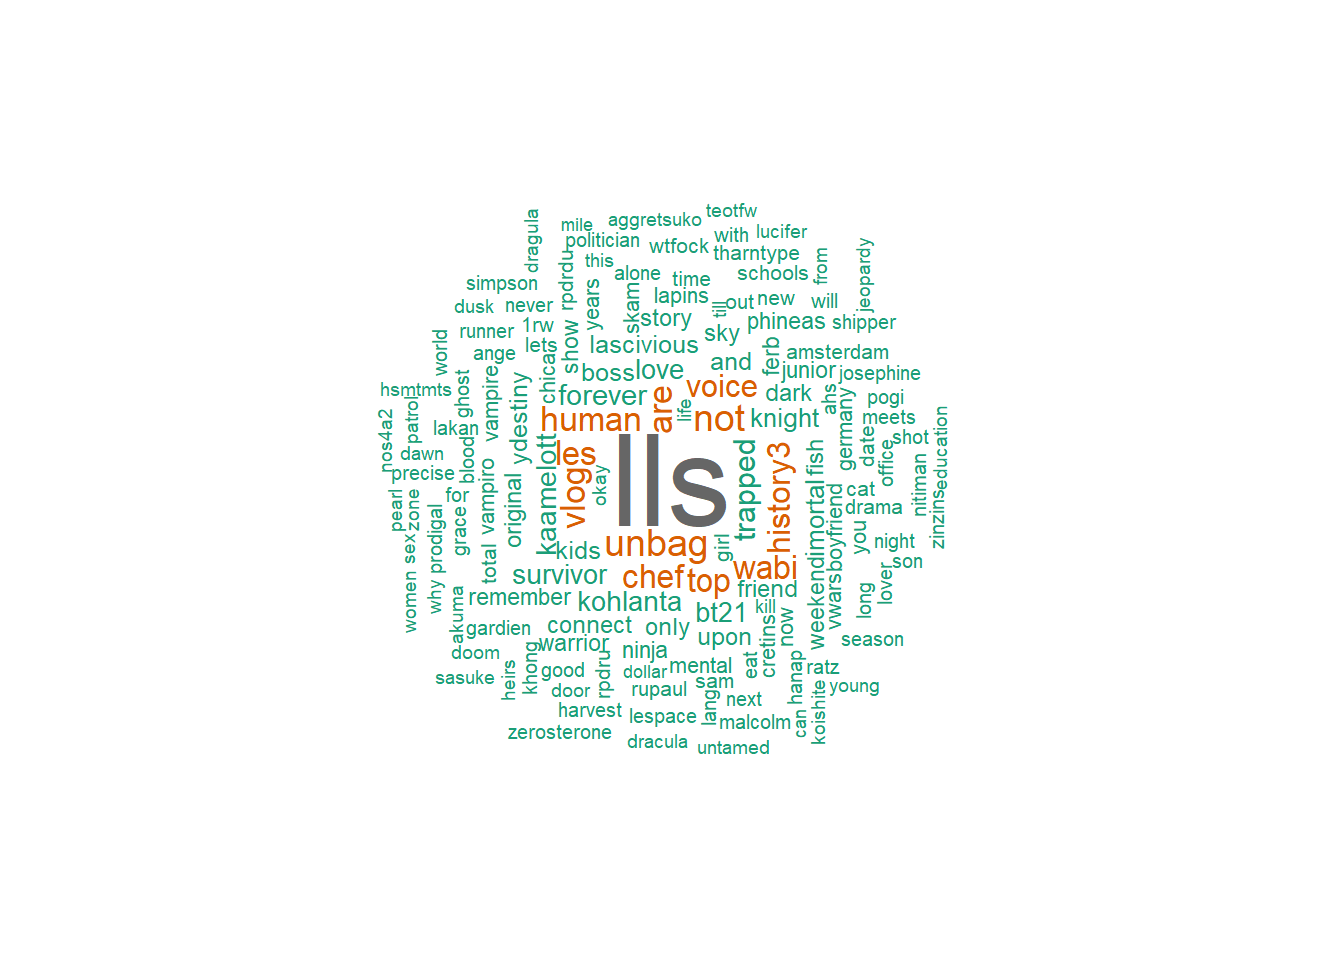 teotfw
aggretsuko
mile
dragula
politician
wtfock
with
lucifer
this
tharntype
from
jeopardy
simpson
rpdrdu
alone
time
schools
dusk
never
years
skam
lapins
till
out
new
will
world
runner
1rw
show
story
sky
phineas
shipper
ange
lets
lascivious
and
ferb
amsterdam
hsmtmts
ghost
vampire
chicas
boss
love
junior
josephine
nos4a2
patrol
lakan
ydestiny
forever
are
life
voice
dark
ahs
pogi
human
not
knight
germany
meets
dawn
blood
kaamelott
les
lls
trapped
history3
fish
date
shot
precise
vlog
okay
office
pearl
zone
for
vampiro
original
imortal
cat
nitiman
education
grace
unbag
girl
boyfriend
drama
zinzins
women
sex
prodigal
total
kids
wabi
weekend
vwars
you
night
why
survivor
chef
top
friend
son
akuma
remember
kohlanta
bt21
kill
now
long
lover
gardien
connect
only
upon
cretins
season
doom
warrior
ninja
mental
eat
hanap
ratz
sasuke
heirs
khong
good
rpdru
dollar
sam
young
door
rupaul
next
koishite
harvest
lespace
lang
malcolm
can
zerosterone
dracula
untamed